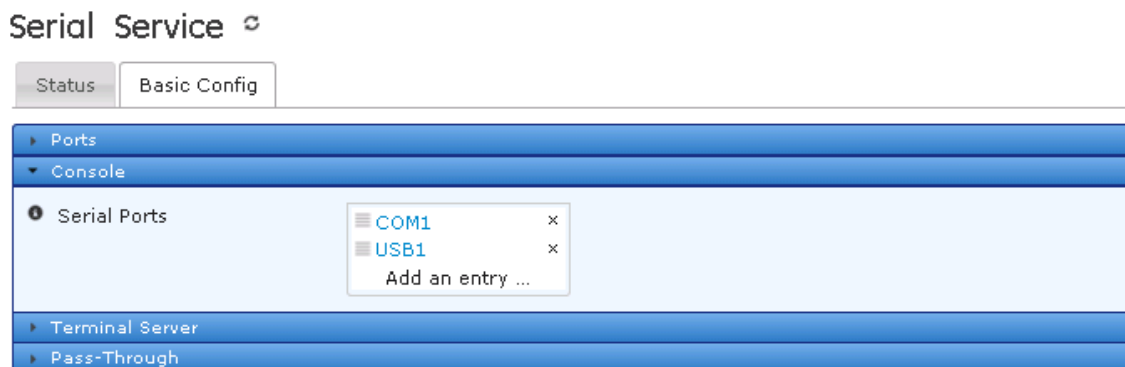 Serial Service
Status Basic Config
Ports
Console
Serial Ports
COM1 ×
USB1 ×
Add an entry ...
Terminal Server
Pass-Through